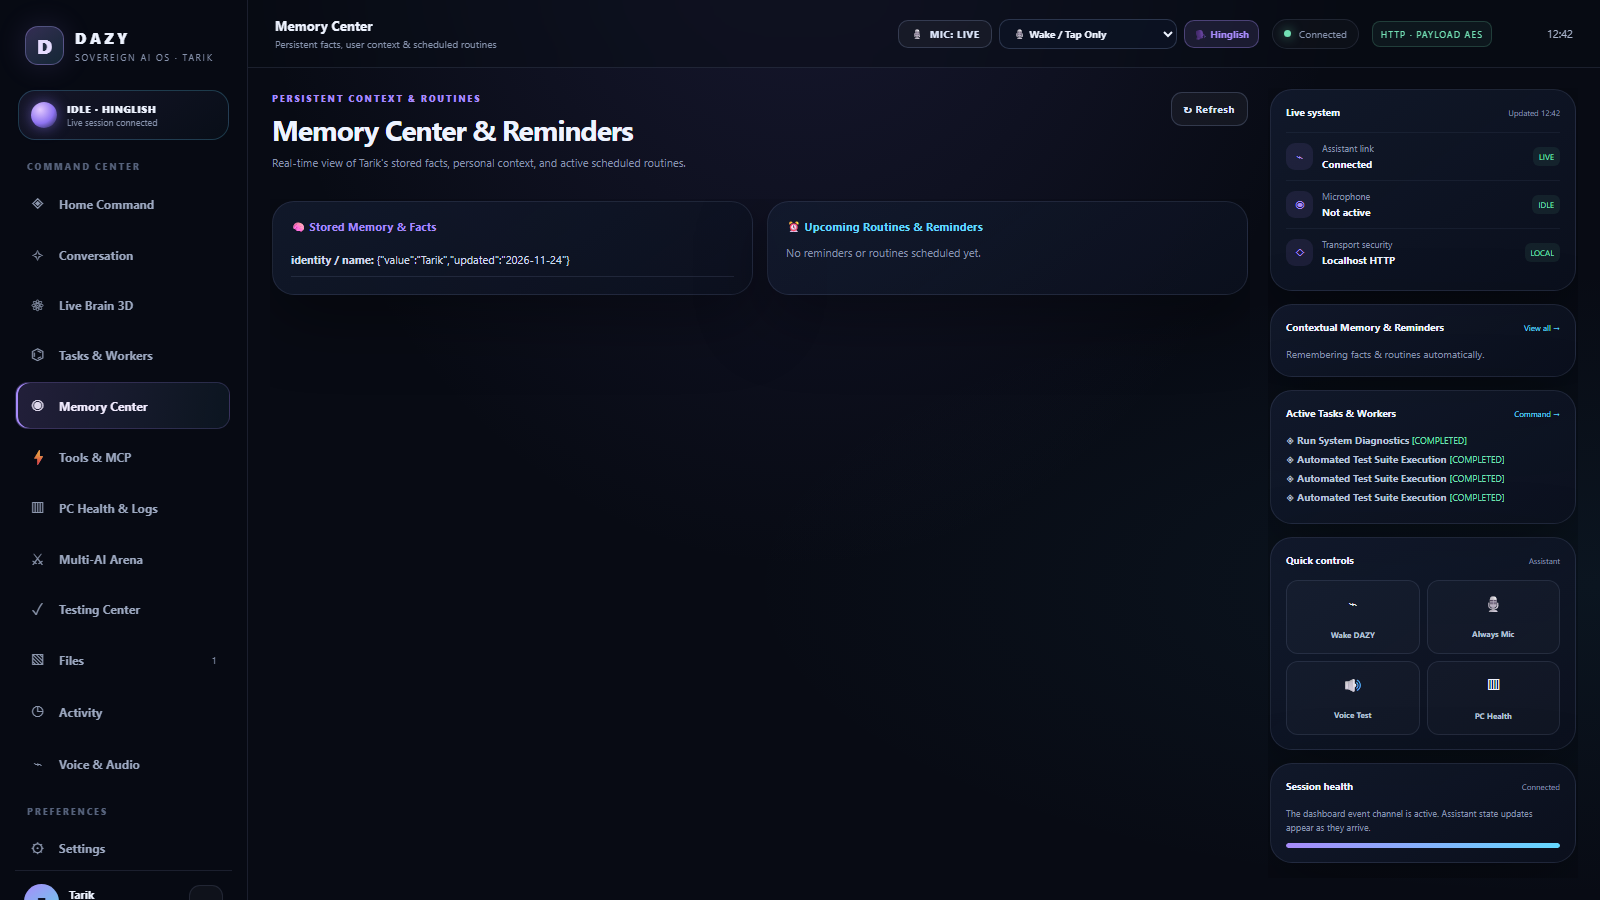 D
DAZY
SOVEREIGN AI OS · TARIK
IDLE · HINGLISH
Live session connected
COMMAND CENTER
Home Command
Conversation
Live Brain 3D
Tasks & Workers
Memory Center
Tools & MCP
PC Health & Logs
Multi-AI Arena
Testing Center
Files 1
Activity
Voice & Audio
PREFERENCES
Settings
Tarik
Memory Center
Persistent facts, user context & scheduled routines
MIC: LIVE
Wake / Tap Only
Hinglish
Connected
HTTP · PAYLOAD AES
12:42
PERSISTENT CONTEXT & ROUTINES
Memory Center & Reminders
Real-time view of Tarik's stored facts, personal context, and active scheduled routines.
↻ Refresh
Stored Memory & Facts
identity / name: {"value":"Tarik","updated":"2026-11-24"}
Upcoming Routines & Reminders
No reminders or routines scheduled yet.
Live system Updated 12:42
Assistant link
Connected
LIVE
Microphone
Not active
IDLE
Transport security
Localhost HTTP
LOCAL
Contextual Memory & Reminders View all →
Remembering facts & routines automatically.
Active Tasks & Workers Command →
◈ Run System Diagnostics [COMPLETED]
◈ Automated Test Suite Execution [COMPLETED]
◈ Automated Test Suite Execution [COMPLETED]
◈ Automated Test Suite Execution [COMPLETED]
Quick controls Assistant
Wake DAZY
Always Mic
Voice Test
PC Health
Session health Connected
The dashboard event channel is active. Assistant state updates
appear as they arrive.